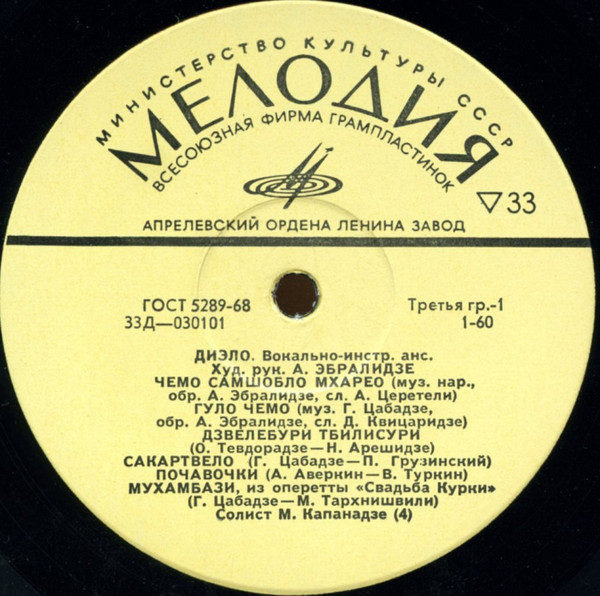 МИНИСТЕРСТВО КУЛЬТУРЫ СССР
МЕЛОДИЯ
ВСЕСОЮЗНАЯ ФИРМА ГРАМПЛАСТИНОК
▽33
АПРЕЛЕВСКИЙ ОРДЕНА ЛЕНИНА ЗАВОД
ГОСТ 5289-68 Третья гр.-1
33Д—030101 1-60
ДИЭЛО. Вокально-инстр. анс.
Худ. рук. А. ЭБРАЛИДЗЕ
ЧЕМО САМШОБЛО МХАРЕО (муз. нар.,
обр. А. Эбралидзе, сл. А. Церетели)
ГУЛО ЧЕМО (муз. Г. Цабадзе,
обр. А. Эбралидзе, сл. Д. Квицаридзе)
ДЗВЕЛЕБУРИ ТБИЛИСУРИ
(О. Тевдорадзе—Н. Арешидзе)
САКАРТВЕЛО (Г. Цабадзе—П. Грузинский)
ПОЧАВОЧКИ (А. Аверкин—В. Туркин)
МУХАМБАЗИ, из оперетты «Свадьба Курки»
(Г. Цабадзе—М. Тархнишвили)
Солист М. Капанадзе (4)